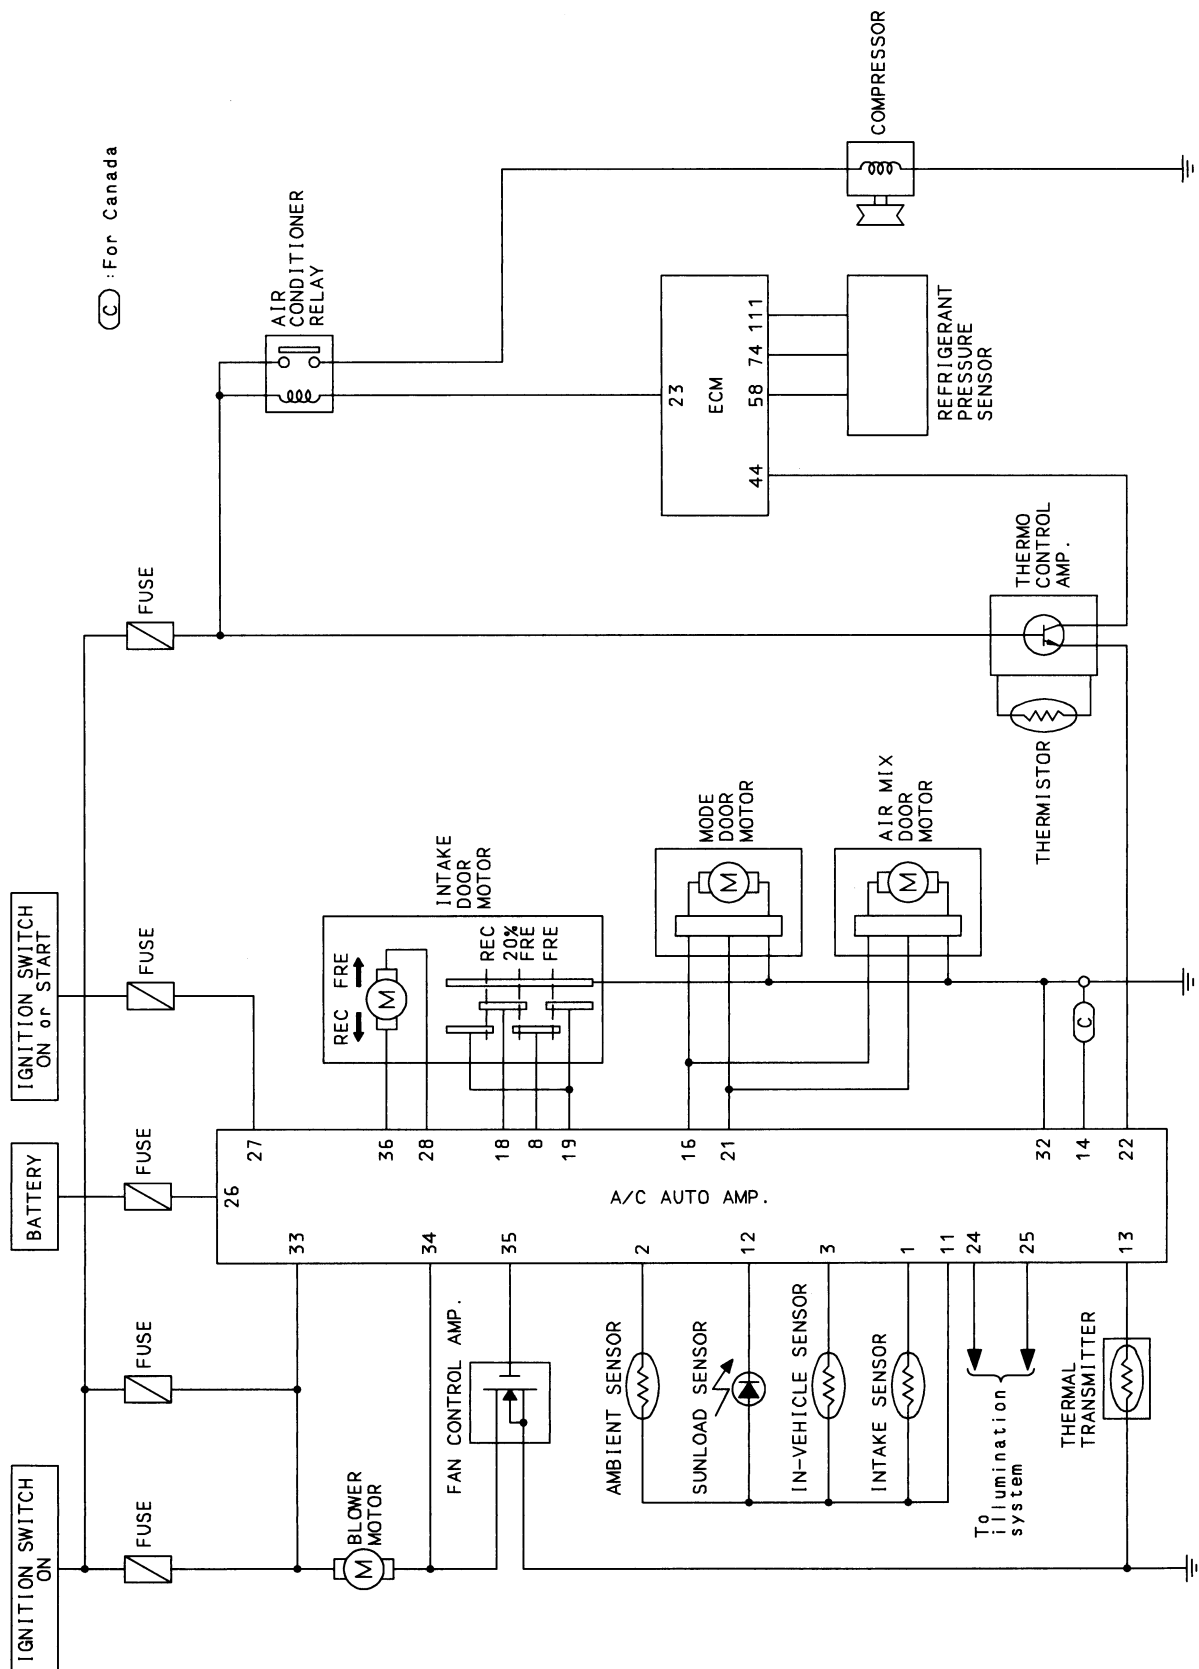 IGNITION SWITCH
ON
BATTERY
IGNITION SWITCH
ON or START
FUSE
FUSE
FUSE
FUSE
FUSE
C :For Canada
AIR
CONDITIONER
RELAY
BLOWER
MOTOR
M
33
26
27
34
35
FAN CONTROL AMP.
36
28
18
8
19
REC
FRE
M
REC
20%
FRE
FRE
INTAKE
DOOR
MOTOR
A/C AUTO AMP.
2
12
3
1
11
24
25
13
16
21
32
14
22
AMBIENT SENSOR
SUNLOAD SENSOR
IN-VEHICLE SENSOR
INTAKE SENSOR
To
illumination
system
THERMAL
TRANSMITTER
M
MODE
DOOR
MOTOR
M
AIR MIX
DOOR
MOTOR
C
THERMISTOR
THERMO
CONTROL
AMP.
23
ECM
44
58
74
111
REFRIGERANT
PRESSURE
SENSOR
COMPRESSOR